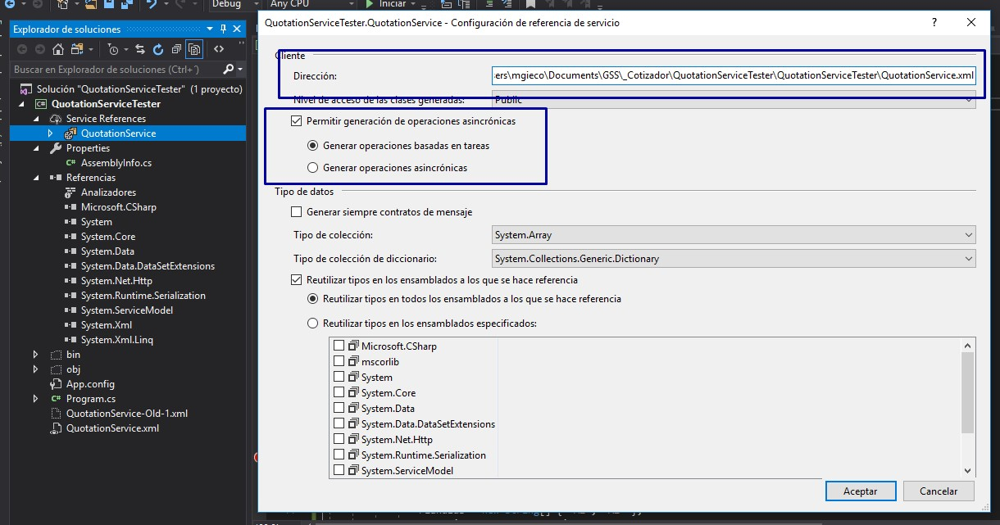 Debug
Any CPU
Iniciar
Explorador de soluciones
Buscar en Explorador de soluciones (Ctrl+´)
Solución "QuotationServiceTester" (1 proyecto)
QuotationServiceTester
Service References
QuotationService
Properties
AssemblyInfo.cs
Referencias
Analizadores
Microsoft.CSharp
System
System.Core
System.Data
System.Data.DataSetExtensions
System.Net.Http
System.Runtime.Serialization
System.ServiceModel
System.Xml
System.Xml.Linq
bin
obj
App.config
Program.cs
QuotationService-Old-1.xml
QuotationService.xml
QuotationServiceTester.QuotationService - Configuración de referencia de servicio
Cliente
Dirección:
ers\mgieco\Documents\GSS\_Cotizador\QuotationServiceTester\QuotationServiceTester\QuotationService.xml
Nivel de acceso de las clases generadas:
Public
Permitir generación de operaciones asincrónicas
Generar operaciones basadas en tareas
Generar operaciones asincrónicas
Tipo de datos
Generar siempre contratos de mensaje
Tipo de colección:
System.Array
Tipo de colección de diccionario:
System.Collections.Generic.Dictionary
Reutilizar tipos en los ensamblados a los que se hace referencia
Reutilizar tipos en todos los ensamblados a los que se hace referencia
Reutilizar tipos en los ensamblados especificados:
Microsoft.CSharp
mscorlib
System
System.Core
System.Data
System.Data.DataSetExtensions
System.Net.Http
System.Runtime.Serialization
System.ServiceModel
Aceptar
Cancelar